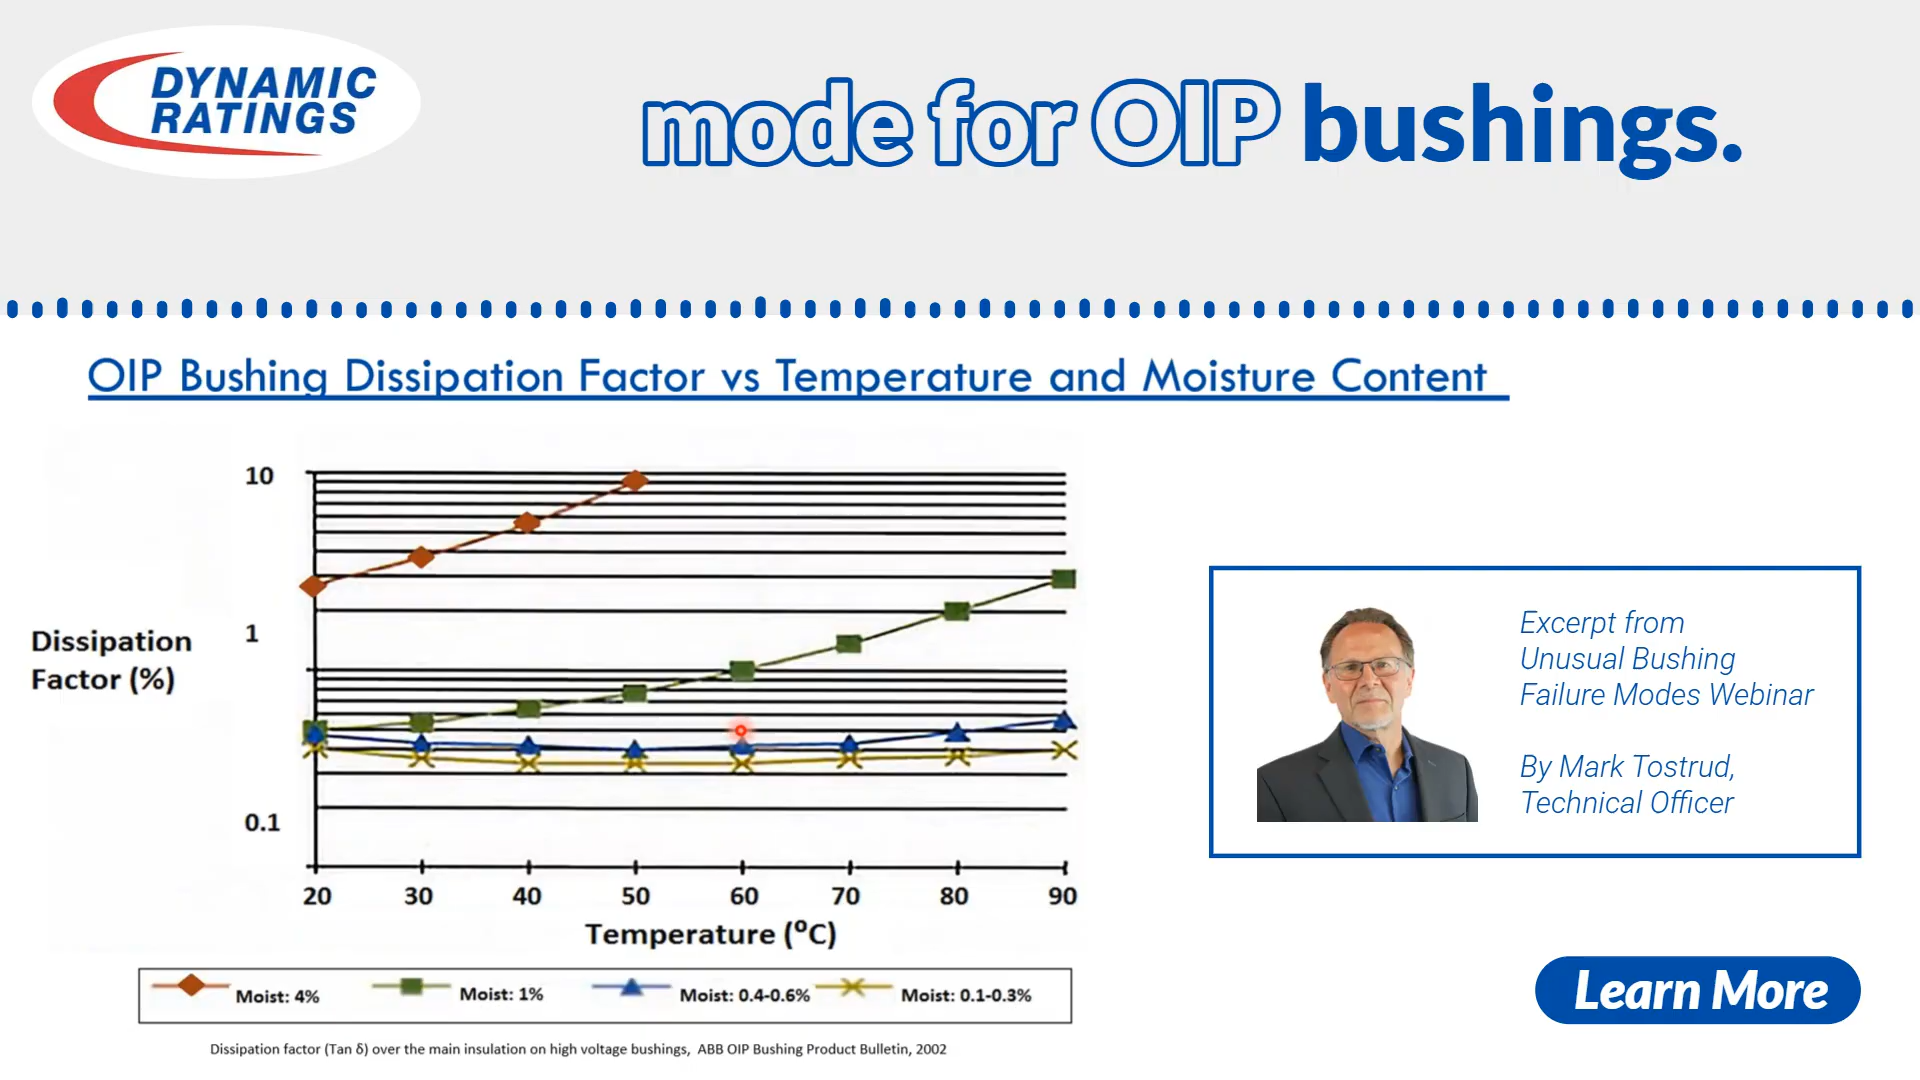 DYNAMIC
RATINGS
mode for OIP bushings.
OIP Bushing Dissipation Factor vs Temperature and Moisture Content
10
1
0.1
Dissipation
Factor (%)
20 30 40 50 60 70 80 90
Temperature (⁰C)
Moist: 4% Moist: 1% Moist: 0.4-0.6% Moist: 0.1-0.3%
Dissipation factor (Tan δ) over the main insulation on high voltage bushings, ABB OIP Bushing Product Bulletin, 2002
Excerpt from
Unusual Bushing
Failure Modes Webinar
By Mark Tostrud,
Technical Officer
Learn More